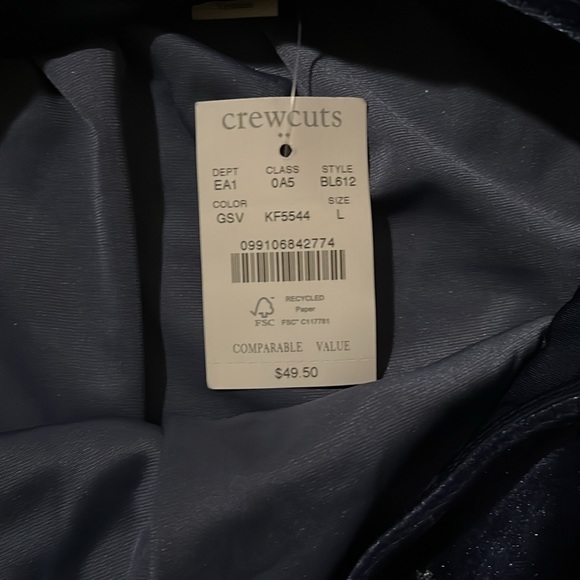 crewcuts
DEPT CLASS STYLE
EA1 0A5 BL612
COLOR SIZE
GSV KF5544 L
099106842774
RECYCLED
Paper
FSC FSC® C117781
COMPARABLE VALUE
$49.50